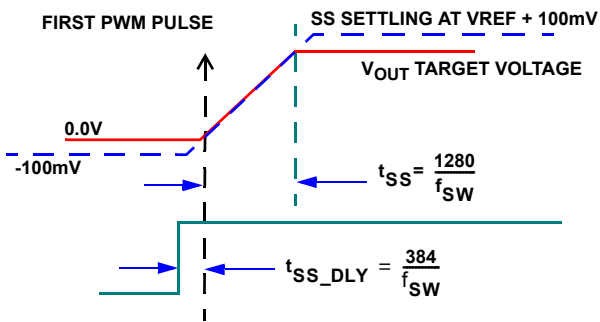 FIRST PWM PULSE
SS SETTLING AT VREF + 100mV
VOUT TARGET VOLTAGE
0.0V
-100mV
tSS = 1280
fSW
tSS_DLY = 384
fSW